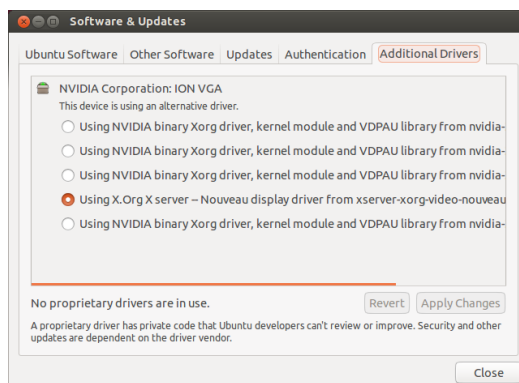 Software & Updates
Ubuntu Software Other Software Updates Authentication Additional Drivers
NVIDIA Corporation: ION VGA
This device is using an alternative driver.
Using NVIDIA binary Xorg driver, kernel module and VDPAU library from nvidia-
Using NVIDIA binary Xorg driver, kernel module and VDPAU library from nvidia-
Using NVIDIA binary Xorg driver, kernel module and VDPAU library from nvidia-
Using X.Org X server – Nouveau display driver from xserver-xorg-video-nouveau
Using NVIDIA binary Xorg driver, kernel module and VDPAU library from nvidia-
No proprietary drivers are in use. Revert Apply Changes
A proprietary driver has private code that Ubuntu developers can't review or improve. Security and other
updates are dependent on the driver vendor.
Close